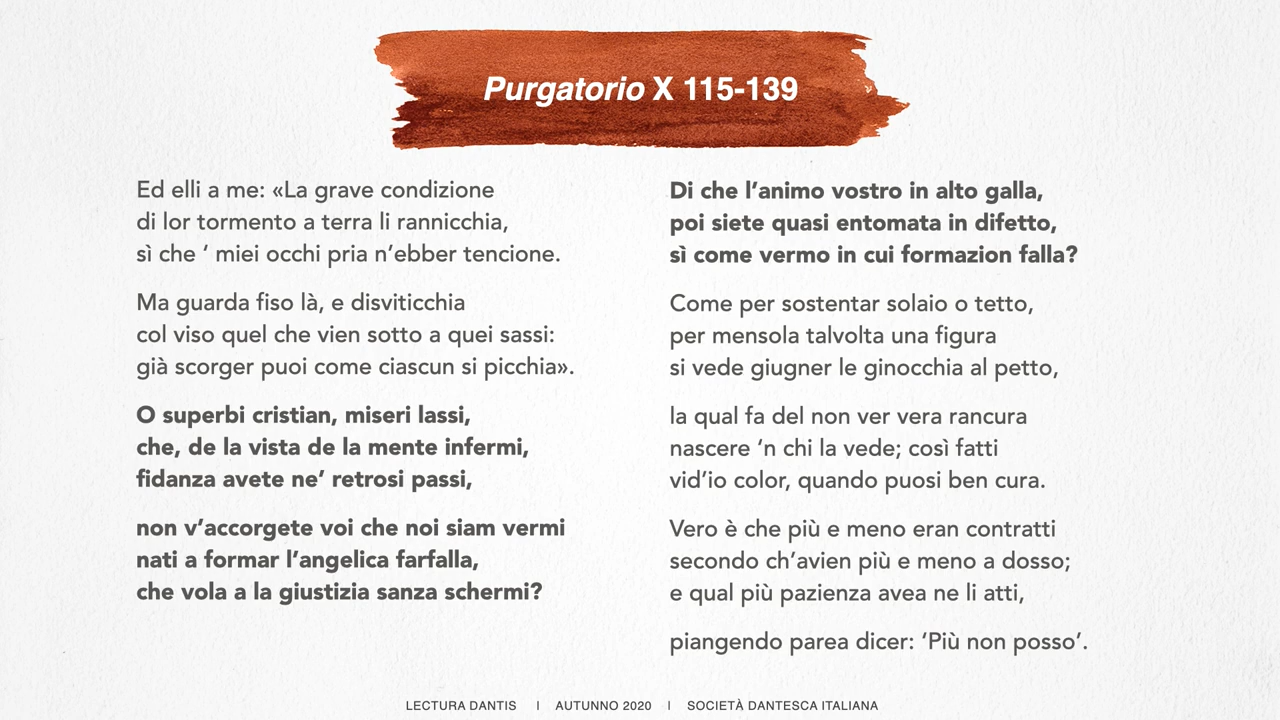 Purgatorio X 115-139
Ed elli a me: «La grave condizione
di lor tormento a terra li rannicchia,
sì che ‘ miei occhi pria n’ebber tencione.
Ma guarda fiso là, e disviticchia
col viso quel che vien sotto a quei sassi:
già scorger puoi come ciascun si picchia».
O superbi cristian, miseri lassi,
che, de la vista de la mente infermi,
fidanza avete ne’ retrosi passi,
non v’accorgete voi che noi siam vermi
nati a formar l’angelica farfalla,
che vola a la giustizia sanza schermi?
Di che l’animo vostro in alto galla,
poi siete quasi entomata in difetto,
sì come vermo in cui formazion falla?
Come per sostentar solaio o tetto,
per mensola talvolta una figura
si vede giugner le ginocchia al petto,
la qual fa del non ver vera rancura
nascere ‘n chi la vede; così fatti
vid’io color, quando puosi ben cura.
Vero è che più e meno eran contratti
secondo ch’avien più e meno a dosso;
e qual più pazienza avea ne li atti,
piangendo parea dicer: ‘Più non posso’.
LECTURA DANTIS | AUTUNNO 2020 | SOCIETÀ DANTESCA ITALIANA